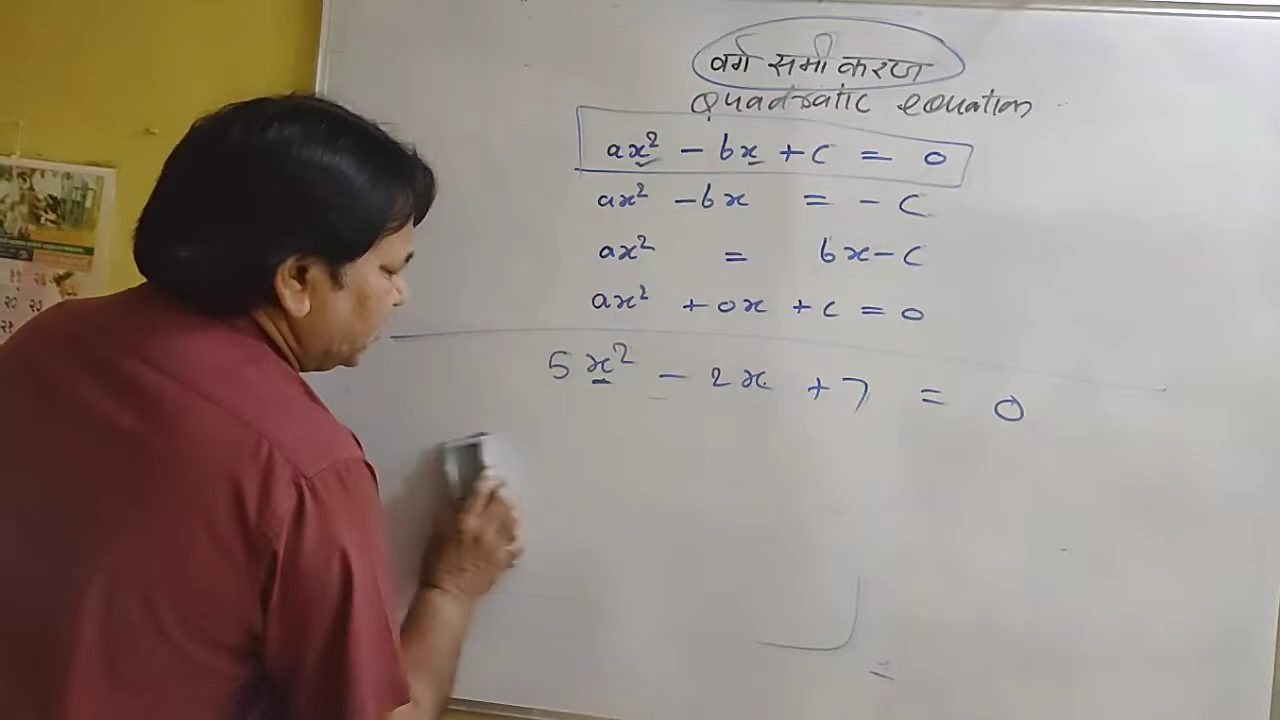 वर्ग समीकरण
Quadratic equation
ax² - bx + c = 0
ax² - bx = - c
ax² = bx - c
ax² + 0x + c = 0
5x² - 2x + 7 = 0